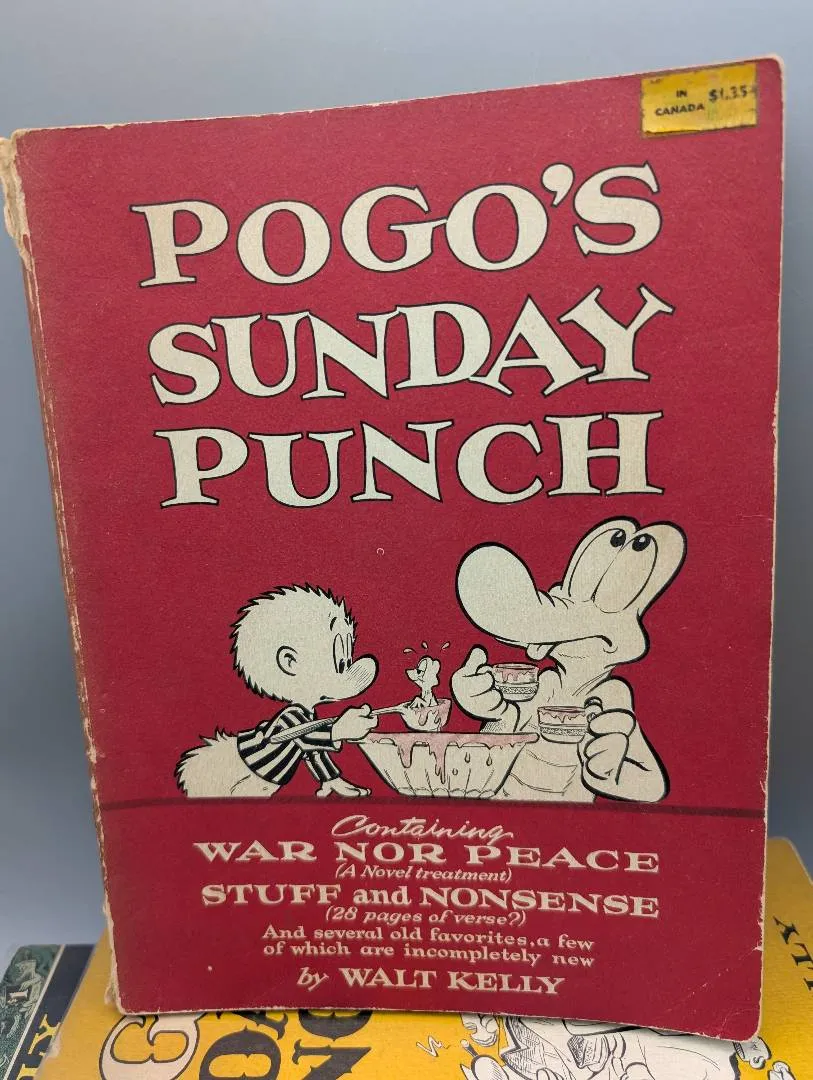 IN
CANADA $1.35
POGO'S
SUNDAY
PUNCH
Containing
WAR NOR PEACE
(A Novel treatment)
STUFF and NONSENSE
(28 pages of verse?)
And several old favorites, a few
of which are incompletely new
by WALT KELLY